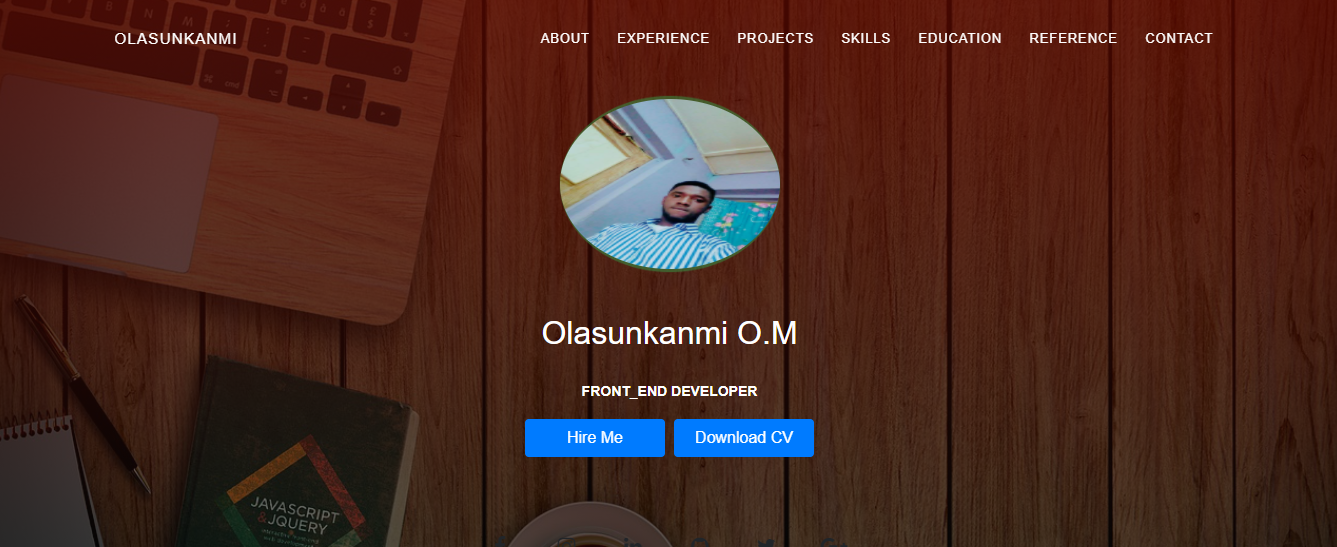 OLASUNKANMI
ABOUT EXPERIENCE PROJECTS SKILLS EDUCATION REFERENCE CONTACT
Olasunkanmi O.M
FRONT_END DEVELOPER
Hire Me
Download CV
JAVASCRIPT
& JQUERY